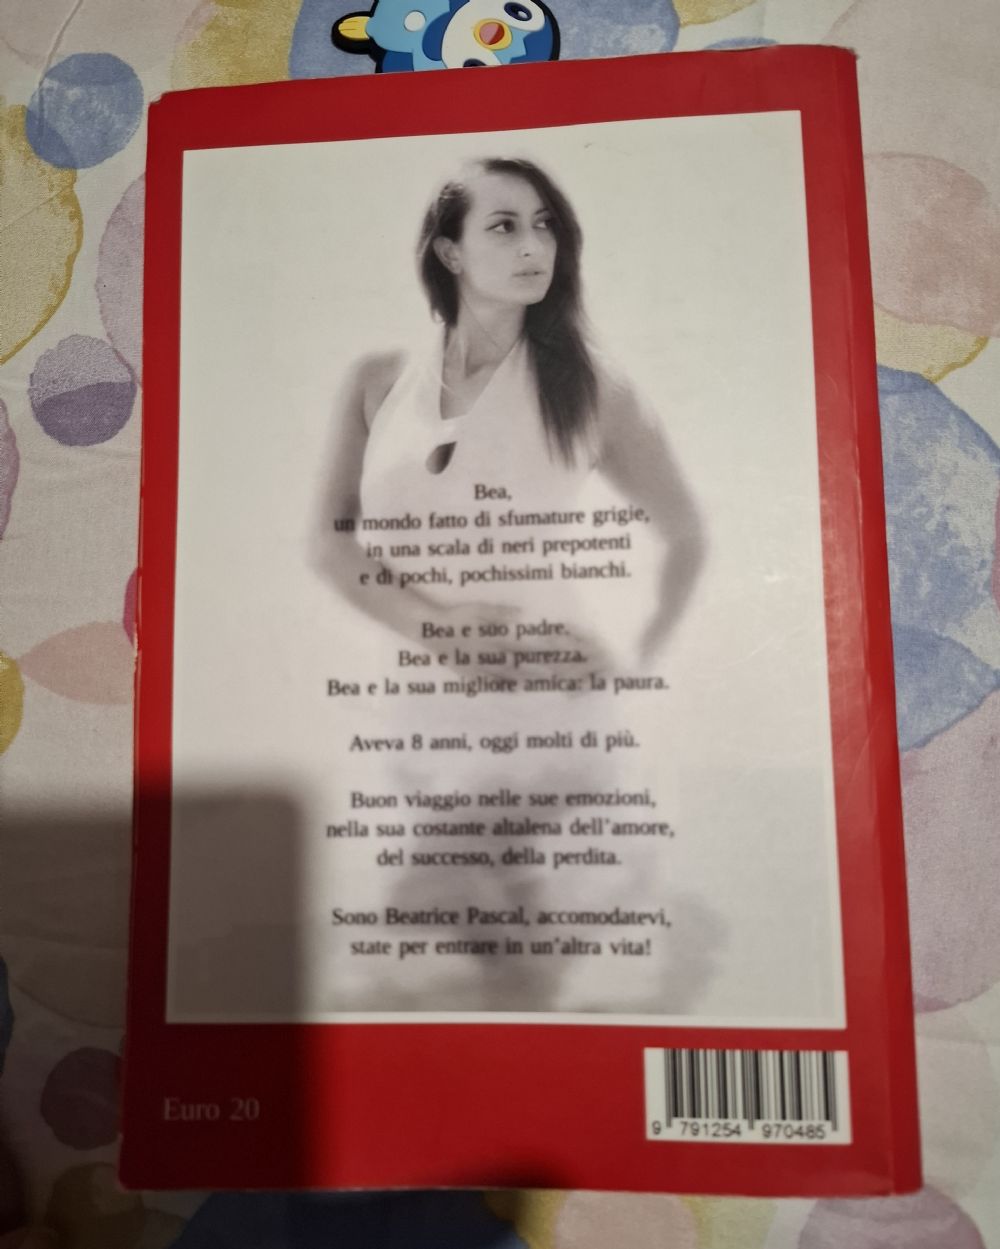 Bea,
un mondo fatto di sfumature grigie,
in una scala di neri prepotenti
e di pochi, pochissimi bianchi.
Bea e suo padre.
Bea e la sua purezza.
Bea e la sua migliore amica: la paura.
Aveva 8 anni, oggi molti di più.
Buon viaggio nelle sue emozioni,
nella sua costante altalena dell'amore,
del successo, della perdita.
Sono Beatrice Pascal, accomodatevi,
state per entrare in un'altra vita!
Euro 20
9 791254 970485